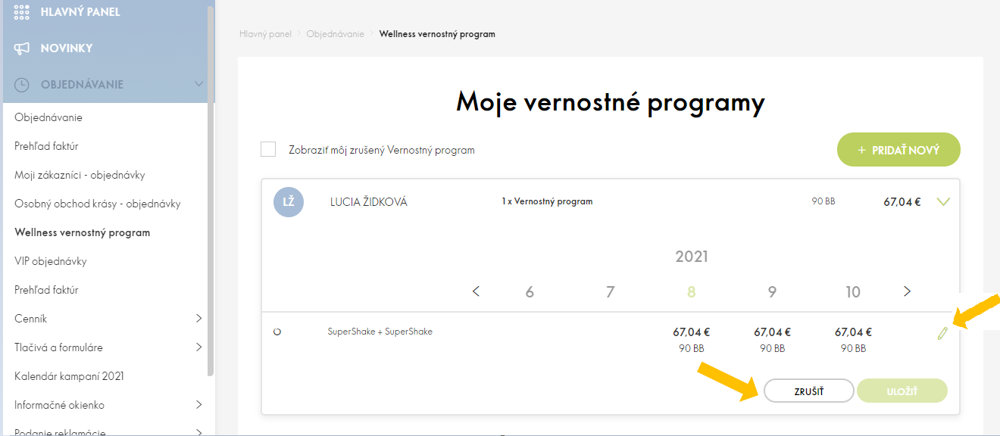 HLAVNÝ PANEL
NOVINKY
OBJEDNÁVANIE
Objednávanie
Prehľad faktúr
Moji zákazníci - objednávky
Osobný obchod krásy - objednávky
Wellness vernostný program
VIP objednávky
Prehľad faktúr
Cenník
Tlačivá a formuláre
Kalendár kampaní 2021
Informačné okienko
Podanie reklamácie
Hlavný panel > Objednávanie > Wellness vernostný program
Moje vernostné programy
Zobraziť môj zrušený Vernostný program
+ PRIDAŤ NOVÝ
LŽ LUCIA ŽIDKOVÁ 1 x Vernostný program 90 BB 67,04 €
2021
6 7 8 9 10
SuperShake + SuperShake 67,04 € 67,04 € 67,04 €
90 BB 90 BB 90 BB
ZRUŠIŤ ULOŽIŤ